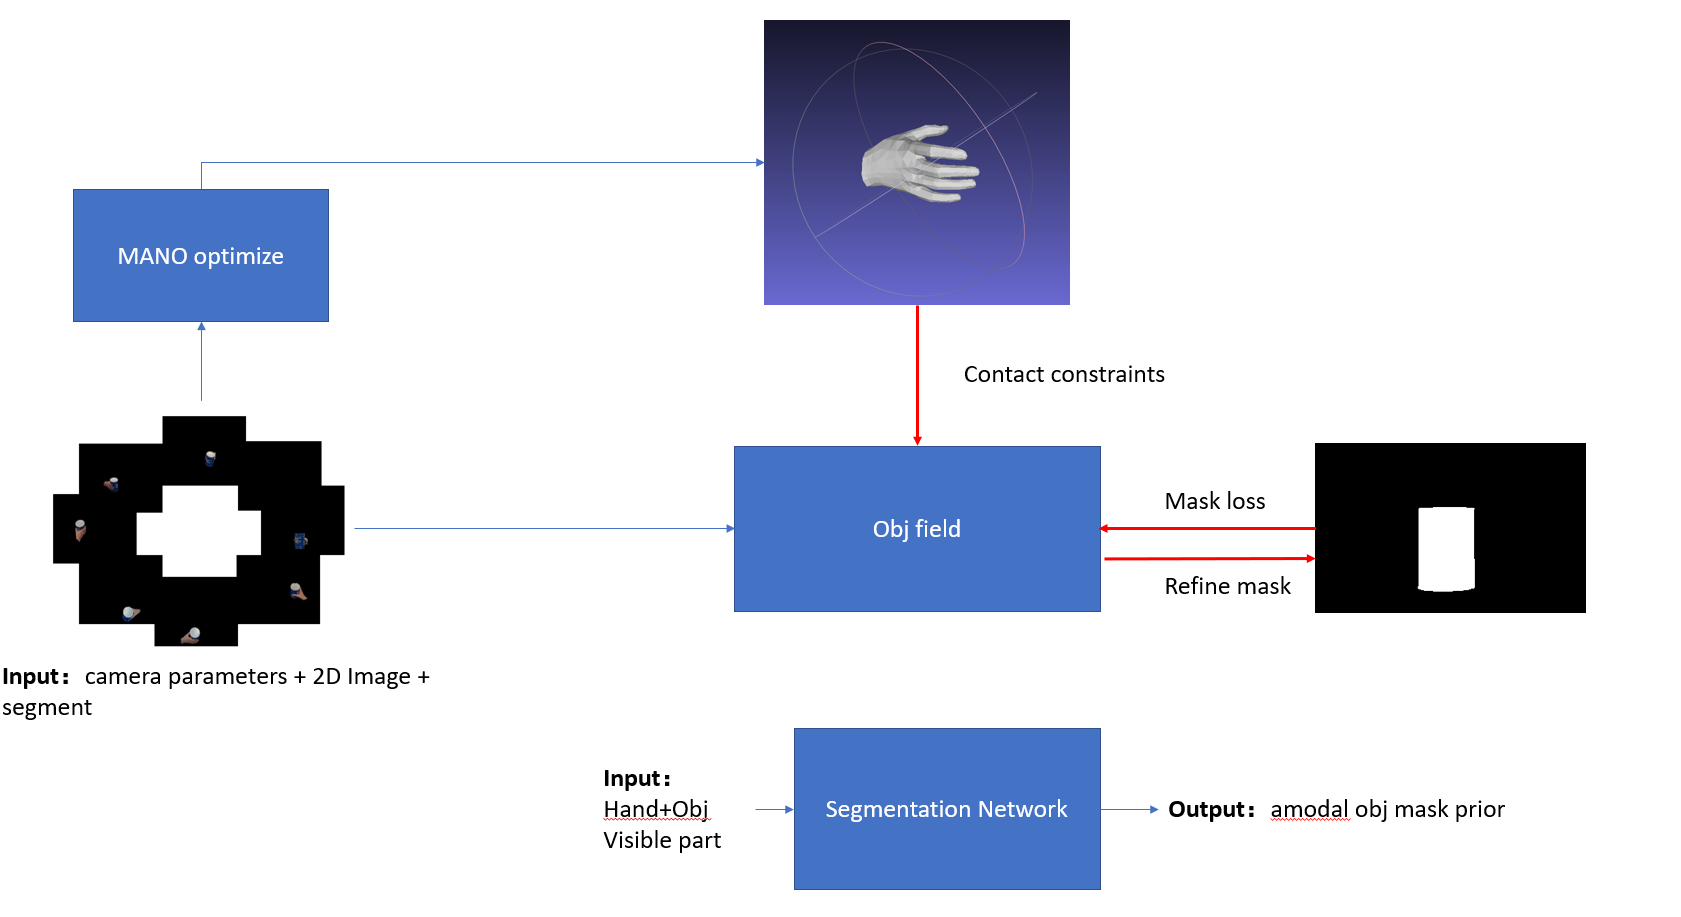 MANO optimize
Contact constraints
Obj field
Mask loss
Refine mask
Input：camera parameters + 2D Image +
segment
Input：
Hand+Obj
Visible part
Segmentation Network
Output：amodal obj mask prior